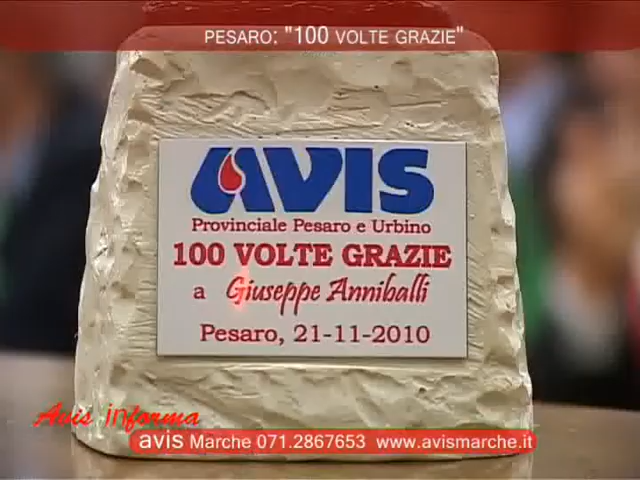 PESARO: "100 VOLTE GRAZIE"
AVIS
Provinciale Pesaro e Urbino
100 VOLTE GRAZIE
a Giuseppe Anniballi
Pesaro, 21-11-2010
Avis informa
avis Marche 071.2867653 www.avismarche.it